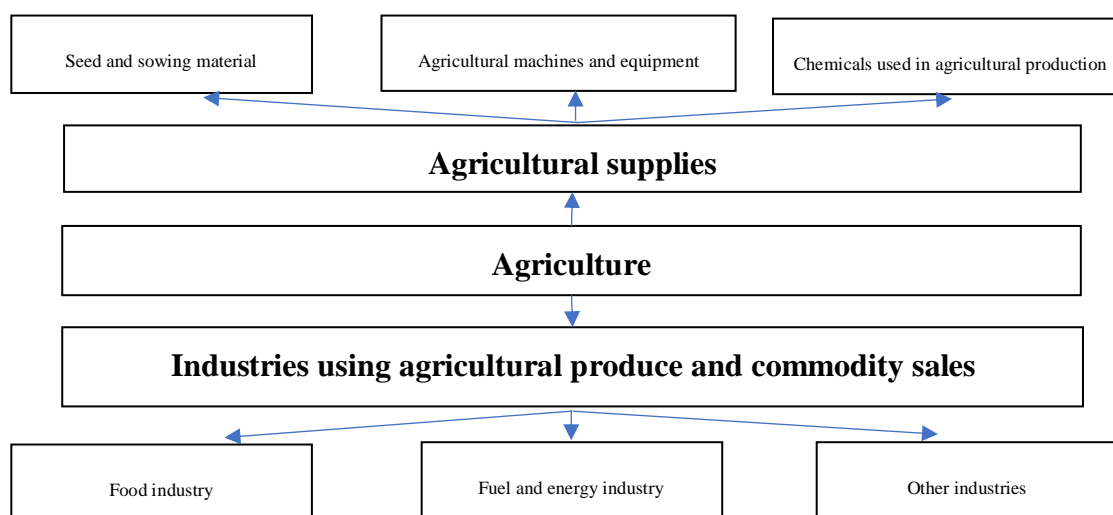 Seed and sowing material
Agricultural machines and equipment
Chemicals used in agricultural production
Agricultural supplies
Agriculture
Industries using agricultural produce and commodity sales
Food industry
Fuel and energy industry
Other industries